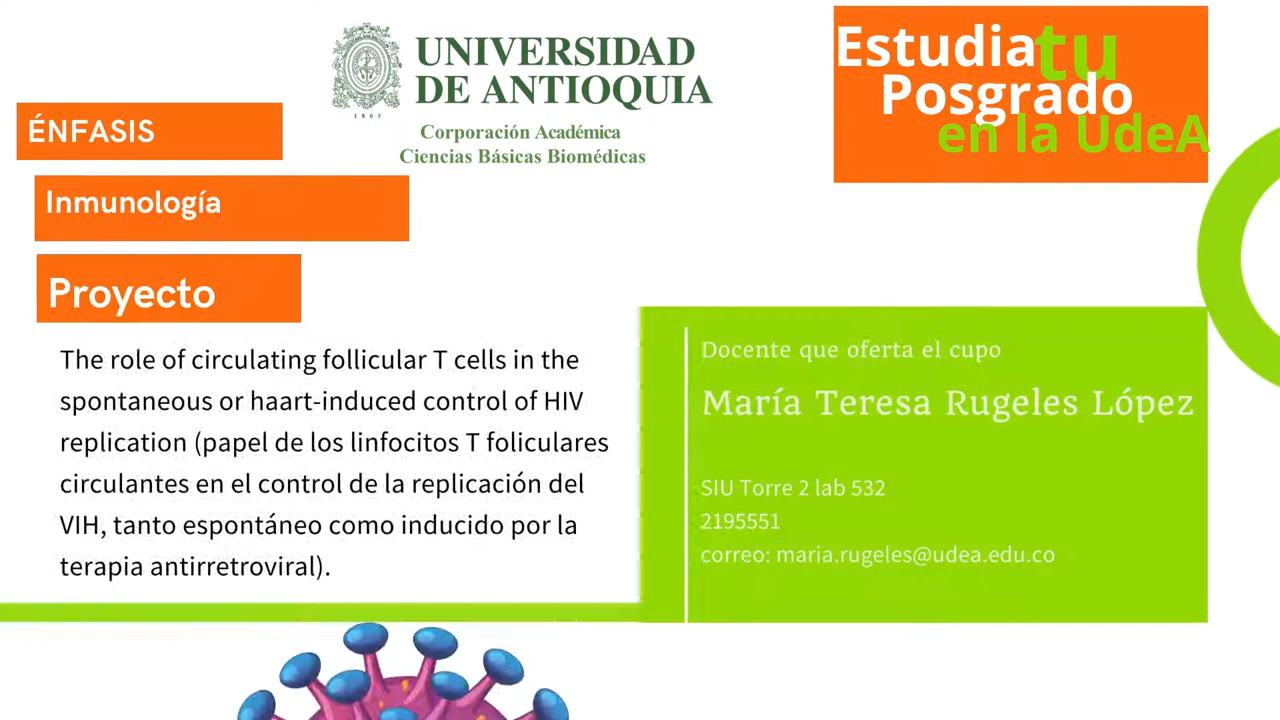 UNIVERSIDAD
DE ANTIOQUIA
1803
Corporación Académica
Ciencias Básicas Biomédicas
Estudia tu
Posgrado
en la UdeA
ÉNFASIS
Inmunología
Proyecto
The role of circulating follicular T cells in the
spontaneous or haart-induced control of HIV
replication (papel de los linfocitos T foliculares
circulantes en el control de la replicación del
VIH, tanto espontáneo como inducido por la
terapia antirretroviral).
Docente que oferta el cupo
María Teresa Rugeles López
SIU Torre 2 lab 532
2195551
correo: maria.rugeles@udea.edu.co